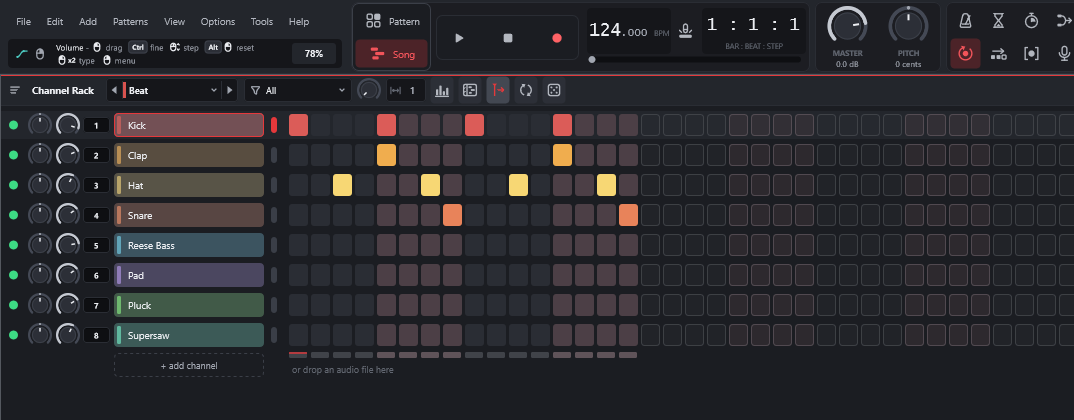 File Edit Add Patterns View Options Tools Help
Volume - drag Ctrl fine step Alt reset
x2 type menu
78%
Pattern
Song
124.000 BPM
1 : 1 : 1
BAR : BEAT : STEP
MASTER
0.0 dB
PITCH
0 cents
Channel Rack
Beat
All
1
1 Kick
2 Clap
3 Hat
4 Snare
5 Reese Bass
6 Pad
7 Pluck
8 Supersaw
+ add channel
or drop an audio file here